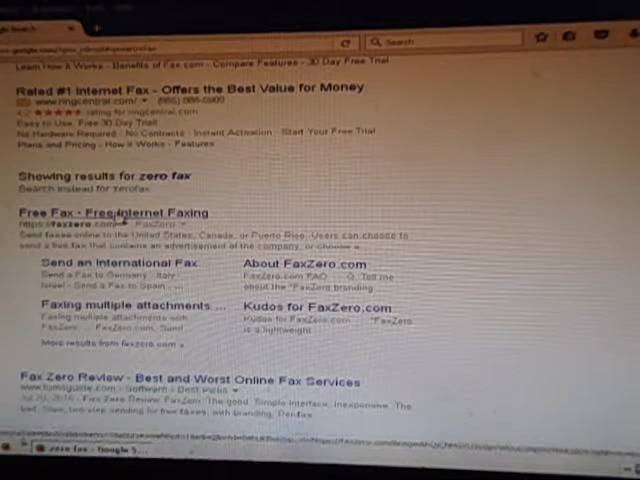 Search
Search
Learn How it Works - Benefits of Fax.com - Compare Features - 30 Day Free Trial
Rated #1 Internet Fax - Offers the Best Value for Money
www.ringcentral.com/
4.2 ★★★★★ rating for ringcentral.com
Easy to Use. Free 30 Day Trial!
No Hardware Required - No Contracts - Instant Activation - Start Your Free Trial
Plans and Pricing - How it Works - Features
Showing results for zero fax
Search instead for zerofax
Free Fax • Free Internet Faxing
https://faxzero.com FaxZero
Send faxes online to the United States, Canada, or Puerto Rico. Users can choose to
send a free fax that contains an advertisement of the company, or choose a
Send an International Fax
Send a Fax to Germany · Italy ·
Israel · Send a Fax to Spain · ...
About FaxZero.com
FaxZero.com FAQ Q. Tell me
about the "FaxZero branding
Faxing multiple attachments ...
Faxing multiple attachments with
FaxZero. ... FaxZero.com. Send
Kudos for FaxZero.com
Kudos for FaxZero.com "FaxZero
is a lightweight
More results from faxzero.com »
Fax Zero Review - Best and Worst Online Fax Services
Software - Best Picks
Jul 20, 2016 - Fax Zero Review. FaxZero. The good. Simple Interface, Inexpensive. The
bad. Slow, two step sending for free faxes, with branding,
zero fax - Google S...